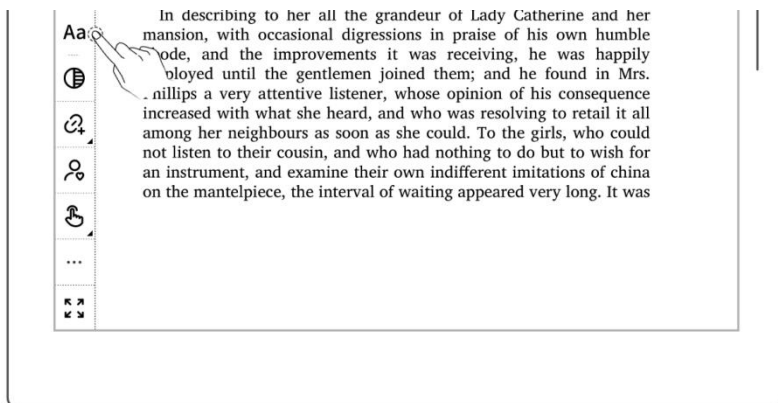 In describing to her all the grandeur of Lady Catherine and her
Aa
mansion, with occasional digressions in praise of his own humble
and the improvements it was receiving, he was happily
until the gentlemen joined them; and he found in Mrs.
a very attentive listener, whose opinion of his consequence
increased with what she heard, and who was resolving to retail it all
among her neighbours as soon as she could. To the girls, who could
not listen to their cousin, and who had nothing to do but to wish for
an instrument, and examine their own indifferent imitations of china
on the mantelpiece, the interval of waiting appeared very long. It was